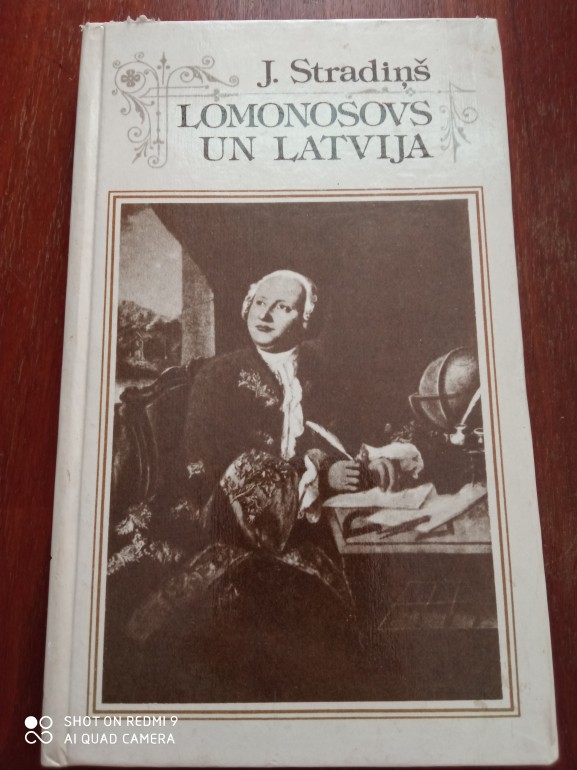 J. Stradiņš
LOMONOSOVS
UN LATVIJA
SHOT ON REDMI 9
AI QUAD CAMERA